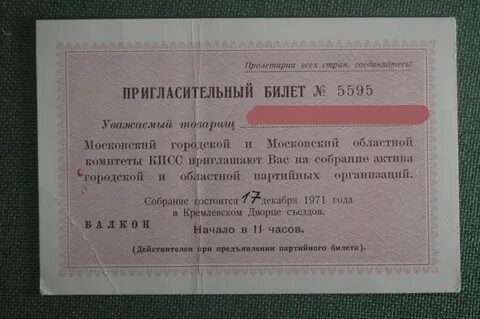 Пролетарии всех стран, соединяйтесь!
ПРИГЛАСИТЕЛЬНЫЙ БИЛЕТ № 5595
Уважаемый товарищ
Московский городской и Московский областной
комитеты КПСС приглашают Вас на собрание актива
городской и областной партийных организаций.
Собрание состоится 17 декабря 1971 года
в Кремлевском Дворце съездов.
БАЛКОН
Начало в 11 часов.
(Действителен при предъявлении партийного билета).